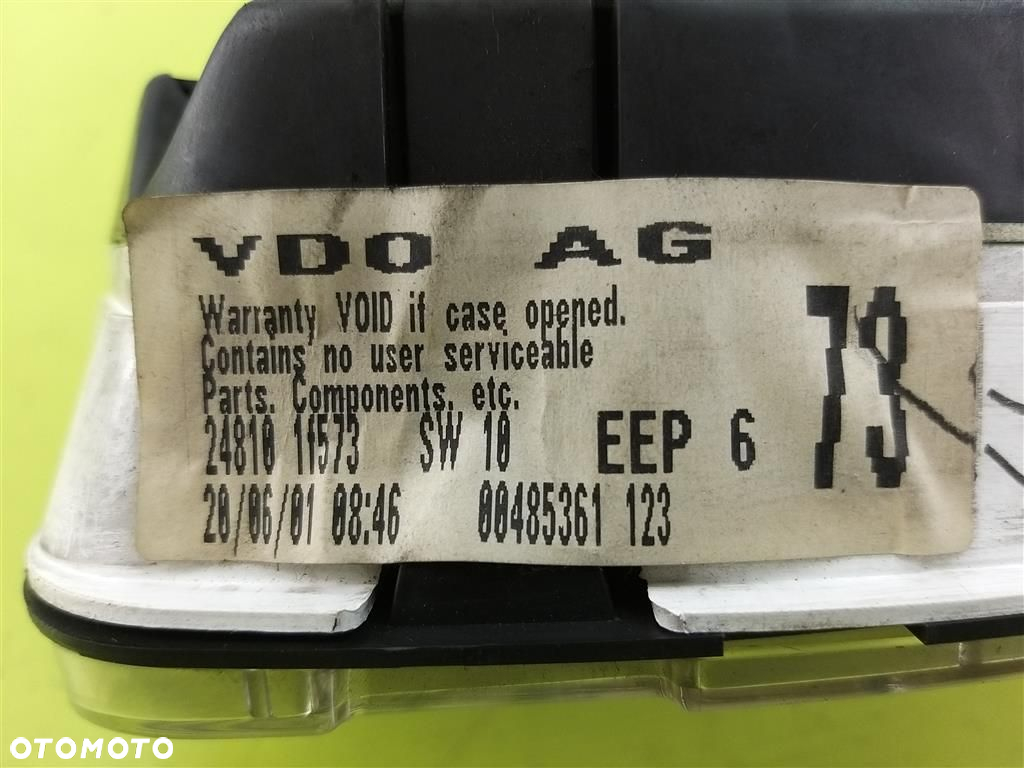 VDO AG
Warranty VOID if case opened.
Contains no user serviceable
Parts, Components, etc.
73
24810 11573 SW 10 EEP 6
20/06/01 08:46 00485361 123
OTOMOTO